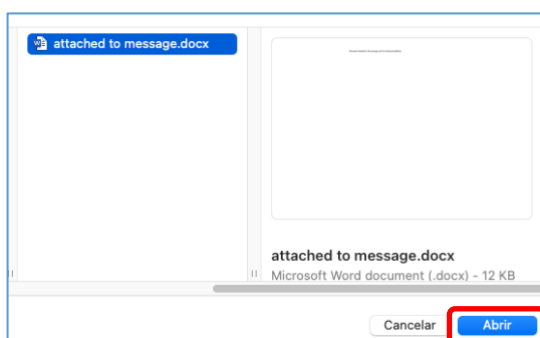 attached to message.docx
attached to message.docx
Microsoft Word document (.docx) - 12 KB
Cancelar
Abrir